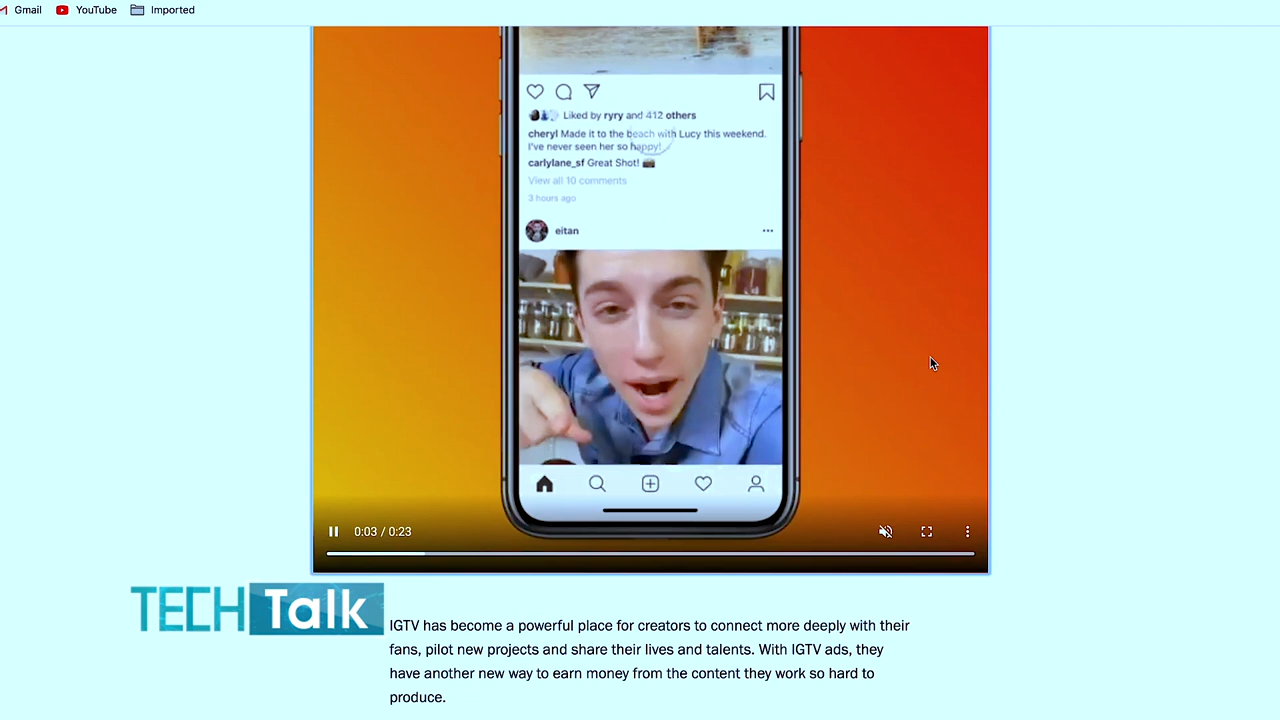 Gmail YouTube Imported
Liked by ryry and 412 others
cheryl Made it to the beach with Lucy this weekend.
I've never seen her so happy!
carlylane_sf Great Shot! 📸
View all 10 comments
3 hours ago
eitan
0:03 / 0:23
TECH Talk
IGTV has become a powerful place for creators to connect more deeply with their
fans, pilot new projects and share their lives and talents. With IGTV ads, they
have another new way to earn money from the content they work so hard to
produce.